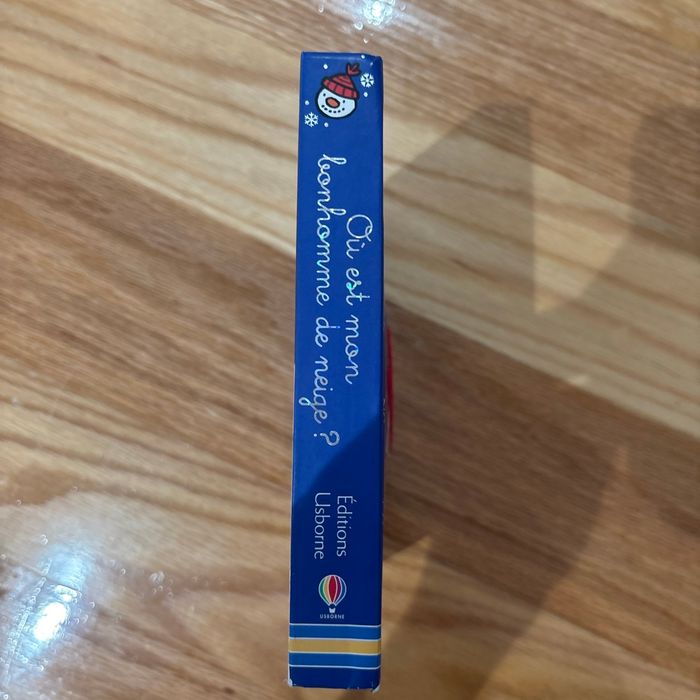 Où est mon
bonhomme de neige ?
Éditions
Usborne
USBORNE